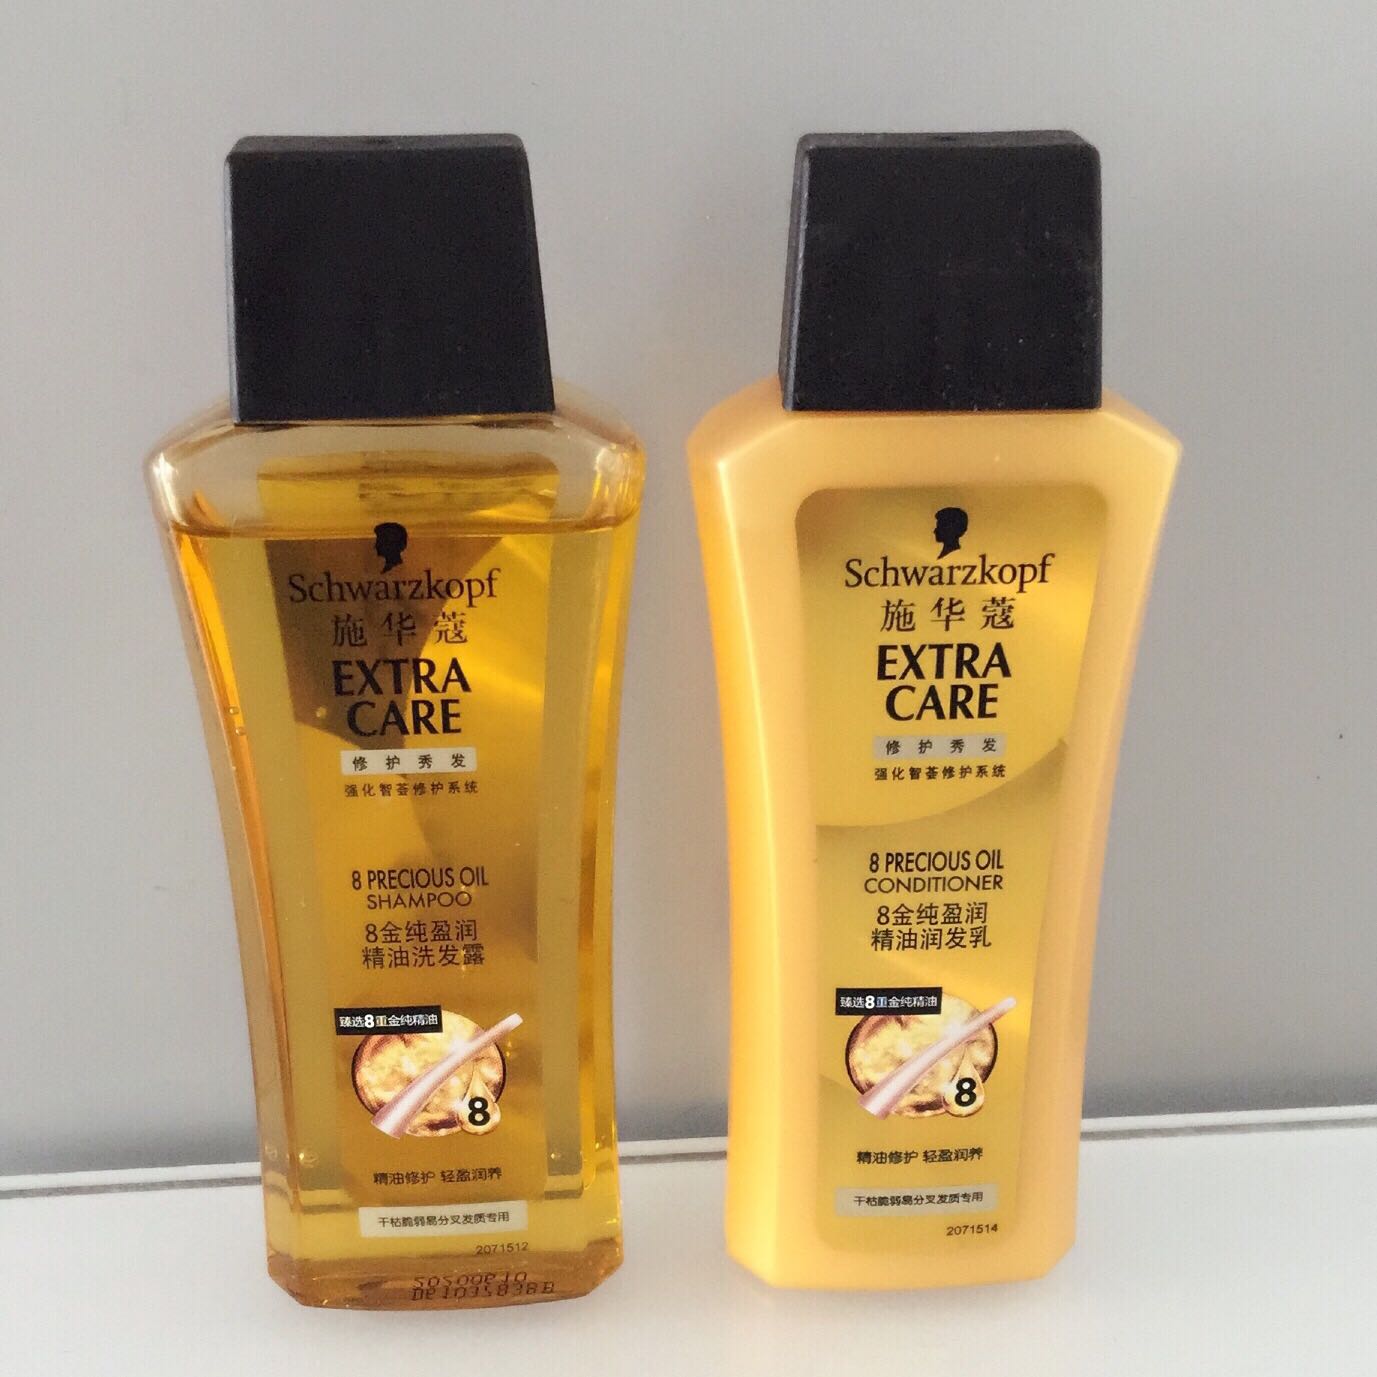 Schwarzkopf
施华蔻
EXTRA
CARE
修护秀发
强化智荟修护系统
8 PRECIOUS OIL
SHAMPOO
8金纯盈润
精油洗发露
臻选8重金纯精油
8
精油修护 轻盈润养
干枯脆弱易分叉发质专用
2071512
20200610
Schwarzkopf
施华蔻
EXTRA
CARE
修护秀发
强化智荟修护系统
8 PRECIOUS OIL
CONDITIONER
8金纯盈润
精油润发乳
臻选8重金纯精油
8
精油修护 轻盈润养
干枯脆弱易分叉发质专用
2071514